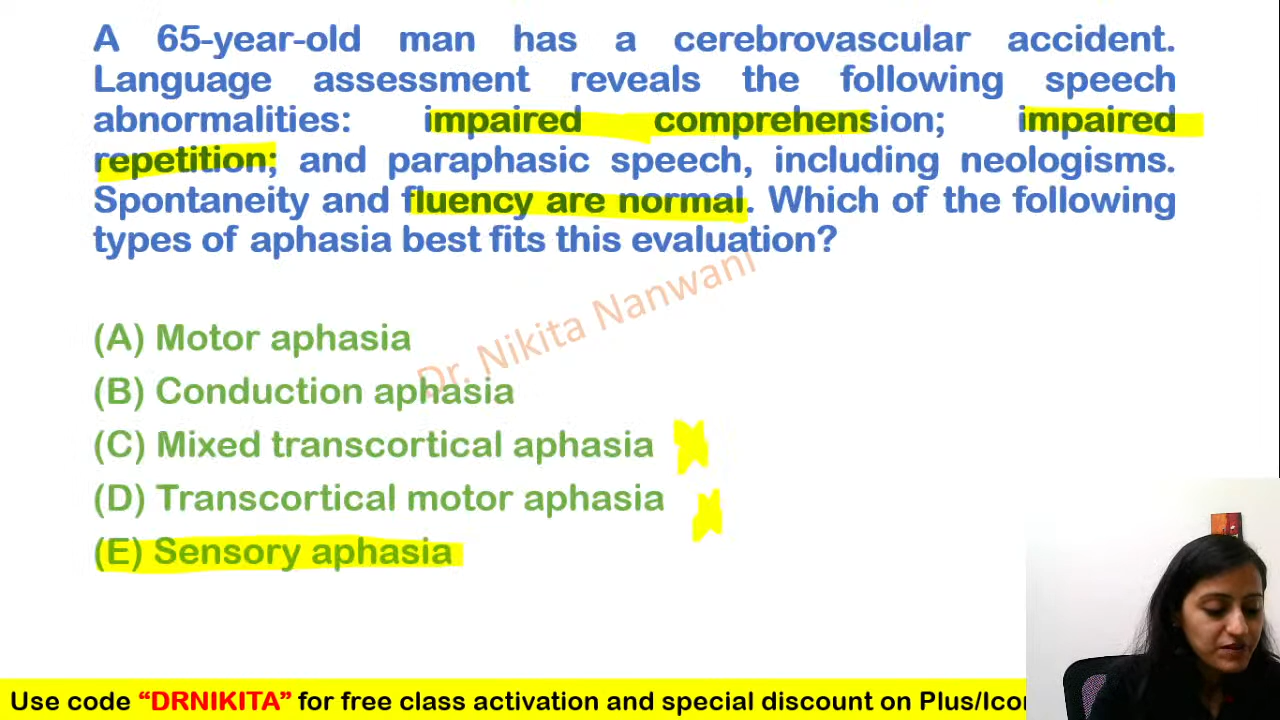 A 65-year-old man has a cerebrovascular accident.
Language assessment reveals the following speech
abnormalities: impaired comprehension; impaired
repetition; and paraphasic speech, including neologisms.
Spontaneity and fluency are normal. Which of the following
types of aphasia best fits this evaluation?
Dr. Nikita Nanwani
(A) Motor aphasia
(B) Conduction aphasia
(C) Mixed transcortical aphasia
(D) Transcortical motor aphasia
(E) Sensory aphasia
Use code “DRNIKITA” for free class activation and special discount on Plus/Icon